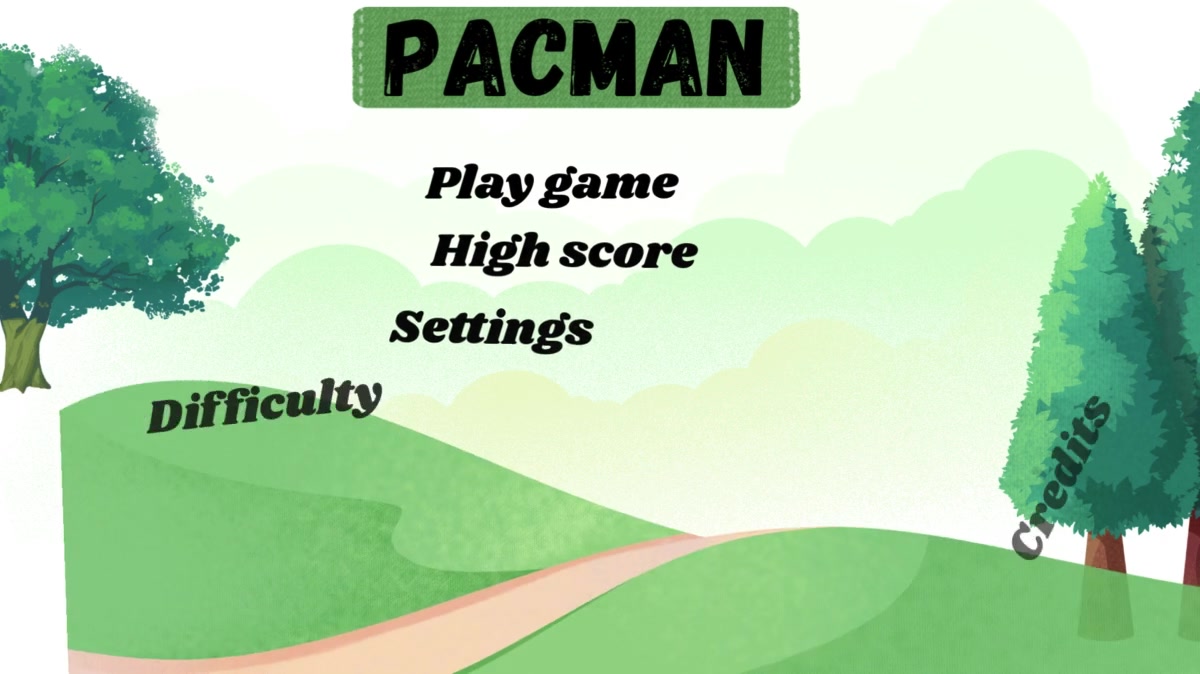 PACMAN
Play game
High score
Settings
Difficulty
Credits